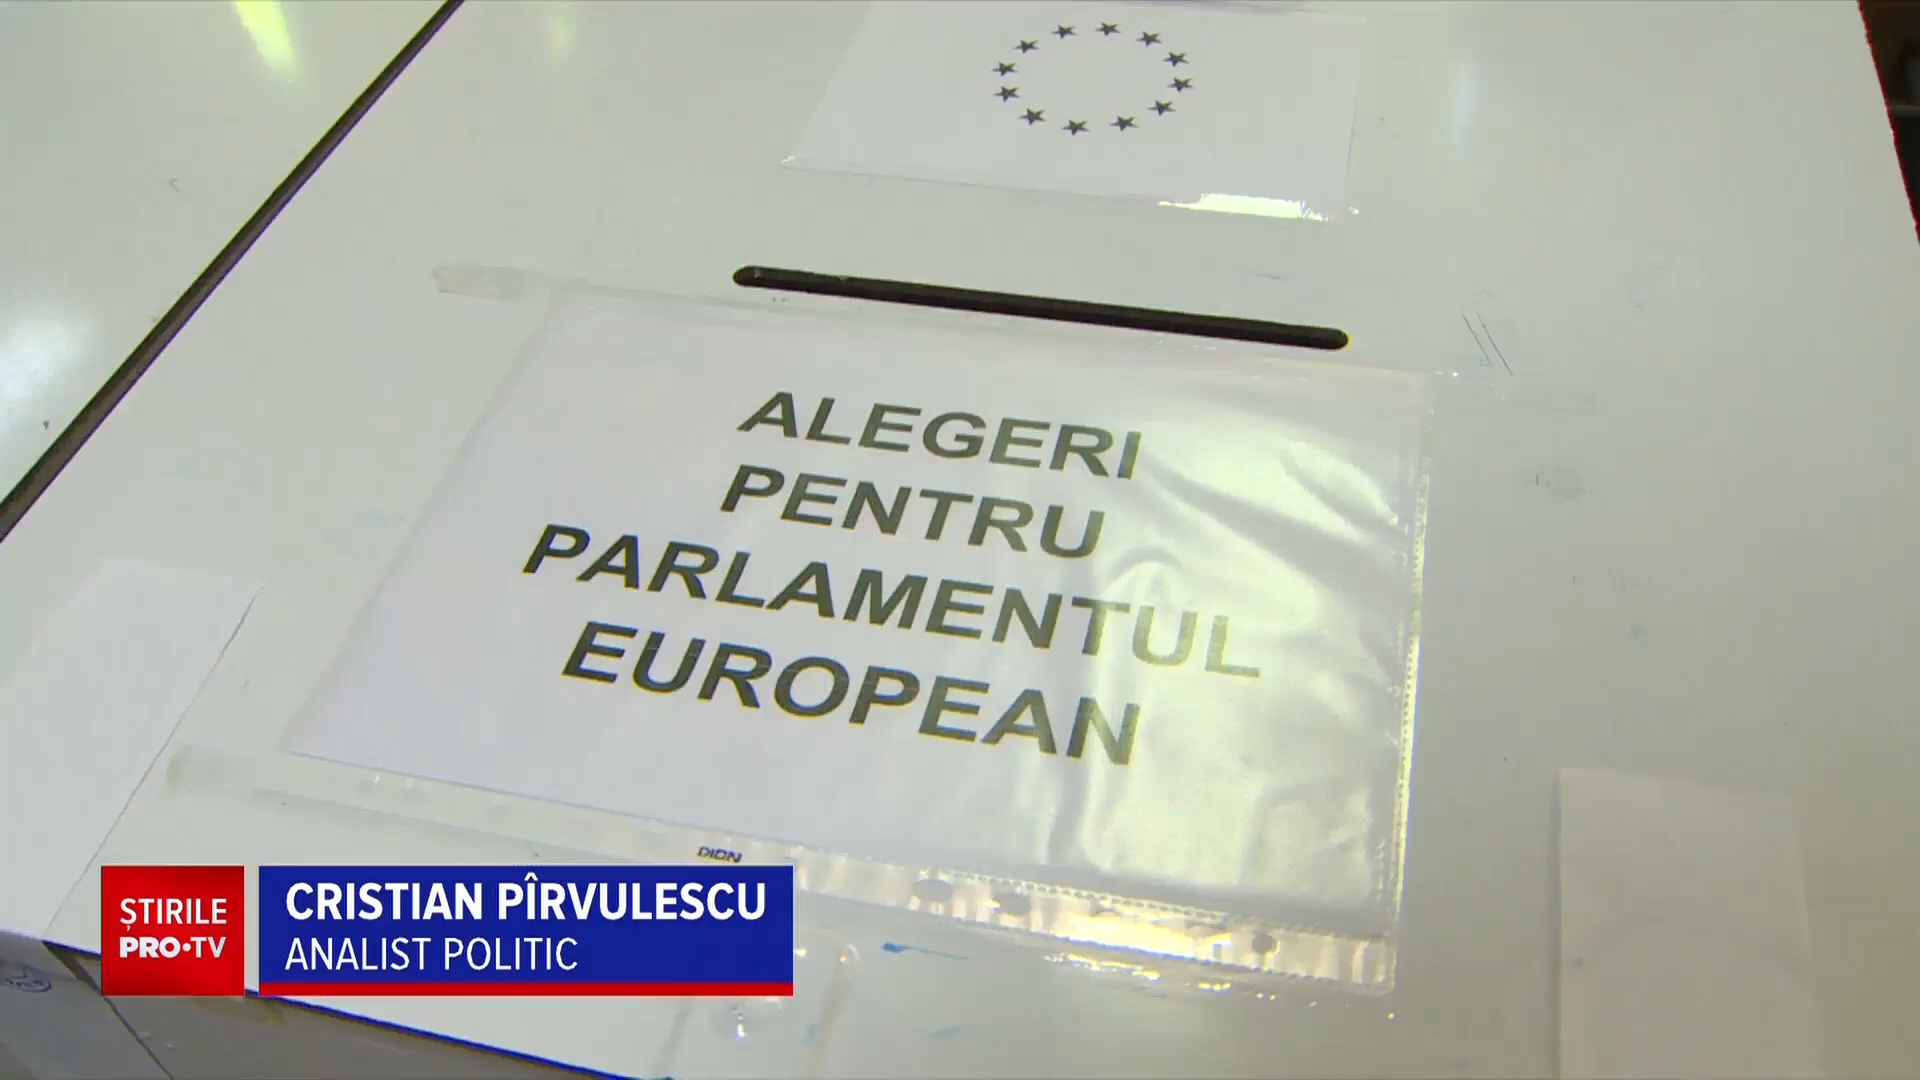 ALEGERI
PENTRU
PARLAMENTUL
EUROPEAN
DION
ȘTIRILE
PRO•TV
CRISTIAN PÎRVULESCU
ANALIST POLITIC